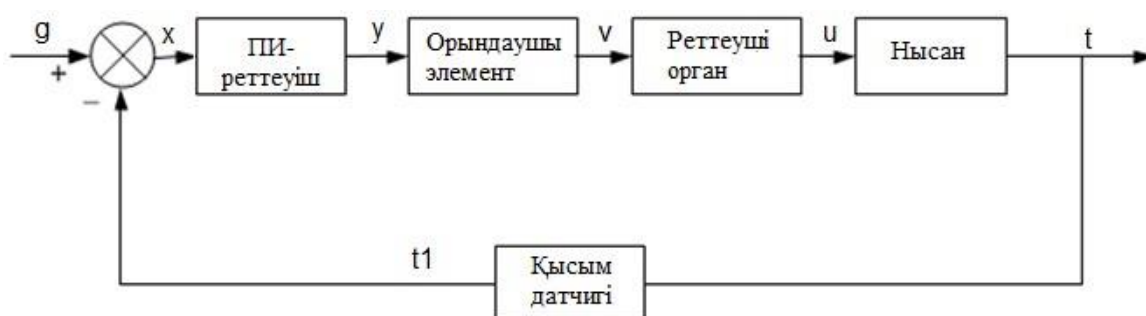 g
+
−
x
ПИ-
реттеуіш
y
Орындаушы
элемент
v
Реттеуші
орган
u
Нысан
t
t1
Қысым
датчигі